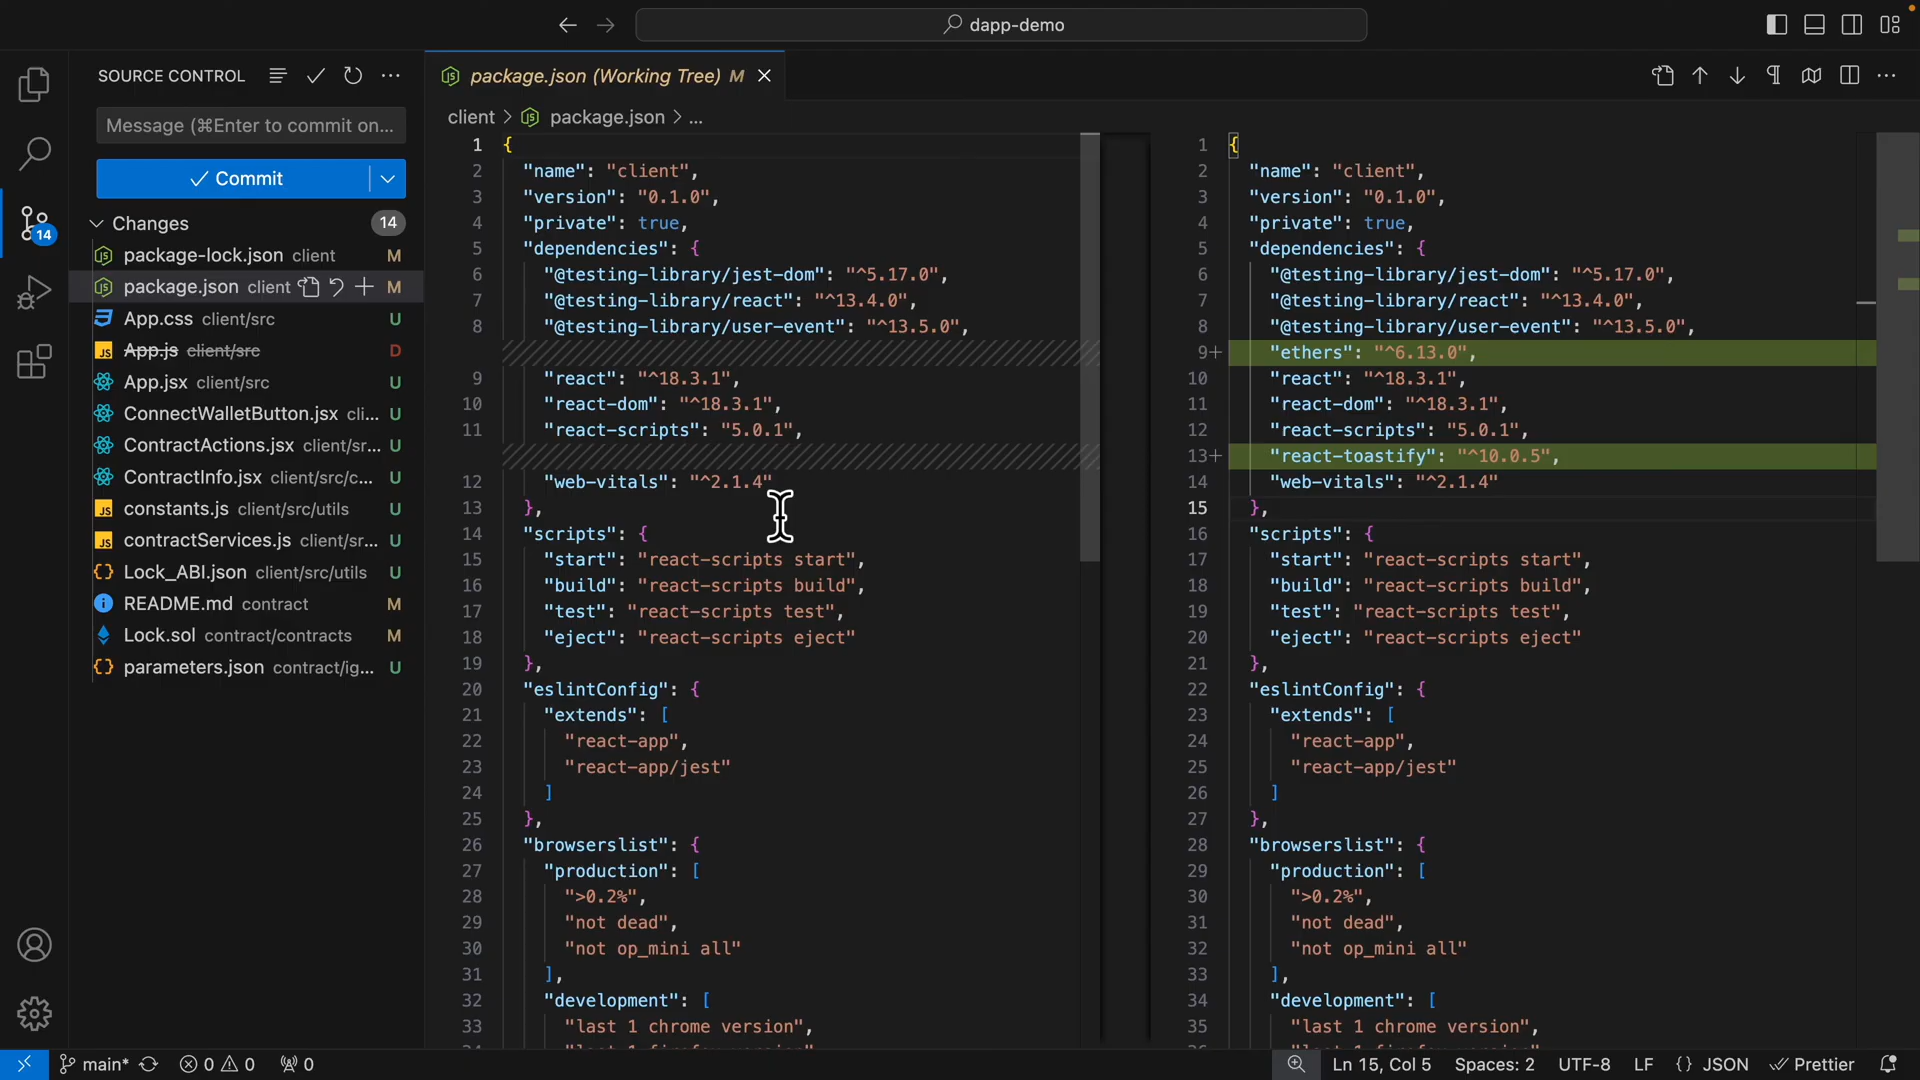 dapp-demo
SOURCE CONTROL
Message (⌘Enter to commit on...
Commit
Changes 14
14
package-lock.json client M
package.json client M
App.css client/src U
App.js client/src D
App.jsx client/src U
ConnectWalletButton.jsx cli... U
ContractActions.jsx client/sr... U
ContractInfo.jsx client/src/c... U
constants.js client/src/utils U
contractServices.js client/sr... U
Lock_ABI.json client/src/utils U
README.md contract M
Lock.sol contract/contracts M
parameters.json contract/ig... U
package.json (Working Tree) M
client > package.json > ...
1 {
2 "name": "client",
3 "version": "0.1.0",
4 "private": true,
5 "dependencies": {
6 "@testing-library/jest-dom": "^5.17.0",
7 "@testing-library/react": "^13.4.0",
8 "@testing-library/user-event": "^13.5.0",
9 "react": "^18.3.1",
10 "react-dom": "^18.3.1",
11 "react-scripts": "5.0.1",
12 "web-vitals": "^2.1.4"
13 },
14 "scripts": {
15 "start": "react-scripts start",
16 "build": "react-scripts build",
17 "test": "react-scripts test",
18 "eject": "react-scripts eject"
19 },
20 "eslintConfig": {
21 "extends": [
22 "react-app",
23 "react-app/jest"
24 ]
25 },
26 "browserslist": {
27 "production": [
28 ">0.2%",
29 "not dead",
30 "not op_mini all"
31 ],
32 "development": [
33 "last 1 chrome version",
1 {
2 "name": "client",
3 "version": "0.1.0",
4 "private": true,
5 "dependencies": {
6 "@testing-library/jest-dom": "^5.17.0",
7 "@testing-library/react": "^13.4.0",
8 "@testing-library/user-event": "^13.5.0",
9+ "ethers": "^6.13.0",
10 "react": "^18.3.1",
11 "react-dom": "^18.3.1",
12 "react-scripts": "5.0.1",
13+ "react-toastify": "^10.0.5",
14 "web-vitals": "^2.1.4"
15 },
16 "scripts": {
17 "start": "react-scripts start",
18 "build": "react-scripts build",
19 "test": "react-scripts test",
20 "eject": "react-scripts eject"
21 },
22 "eslintConfig": {
23 "extends": [
24 "react-app",
25 "react-app/jest"
26 ]
27 },
28 "browserslist": {
29 "production": [
30 ">0.2%",
31 "not dead",
32 "not op_mini all"
33 ],
34 "development": [
35 "last 1 chrome version",
main* 0 0 0 Ln 15, Col 5 Spaces: 2 UTF-8 LF {} JSON Prettier